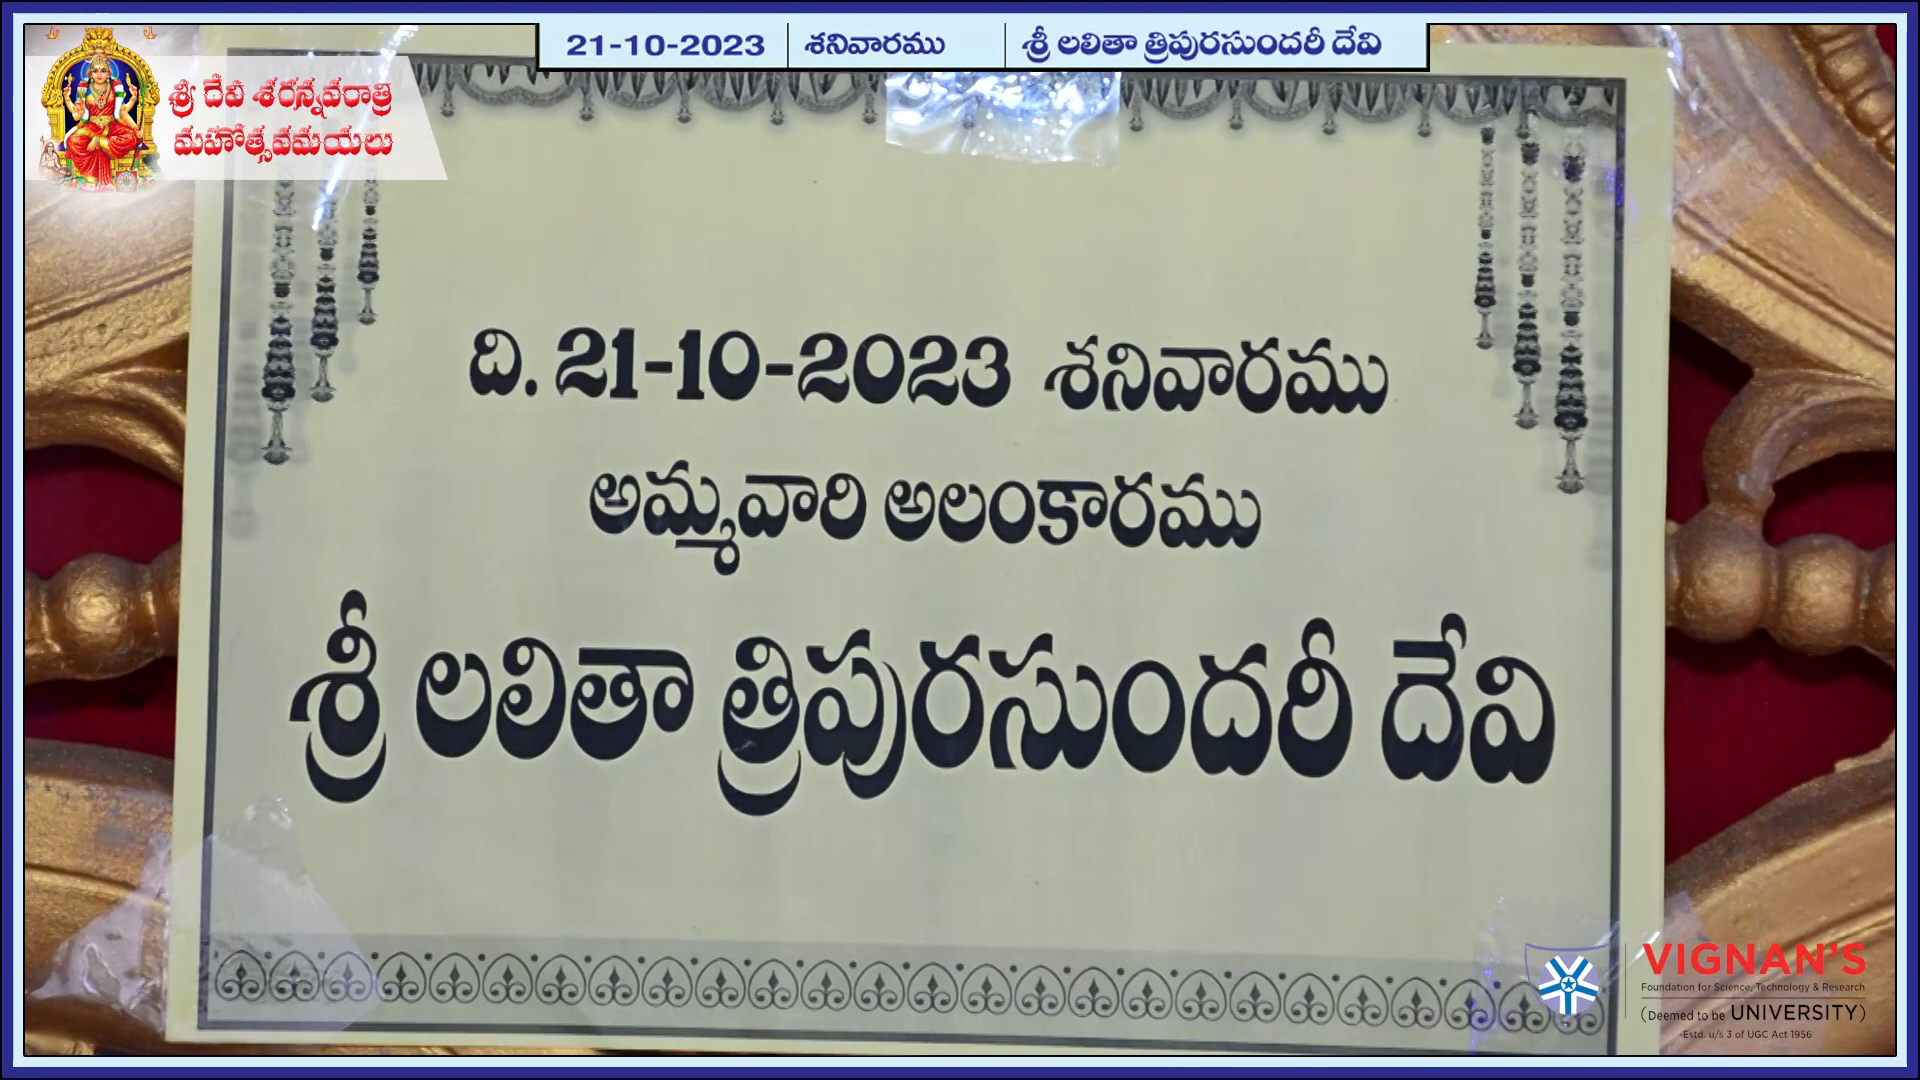 21-10-2023 శనివారము శ్రీ లలితా త్రిపురసుందరీ దేవి
శ్రీ దేవి శరన్నవరాత్రి
మహోత్సవమయలు
ది. 21-10-2023 శనివారము
అమ్మవారి అలంకారము
శ్రీ లలితా త్రిపురసుందరీ దేవి
VIGNAN'S
Foundation for Science, Technology & Research
(Deemed to be UNIVERSITY)
-Estd. u/s 3 of UGC Act 1956